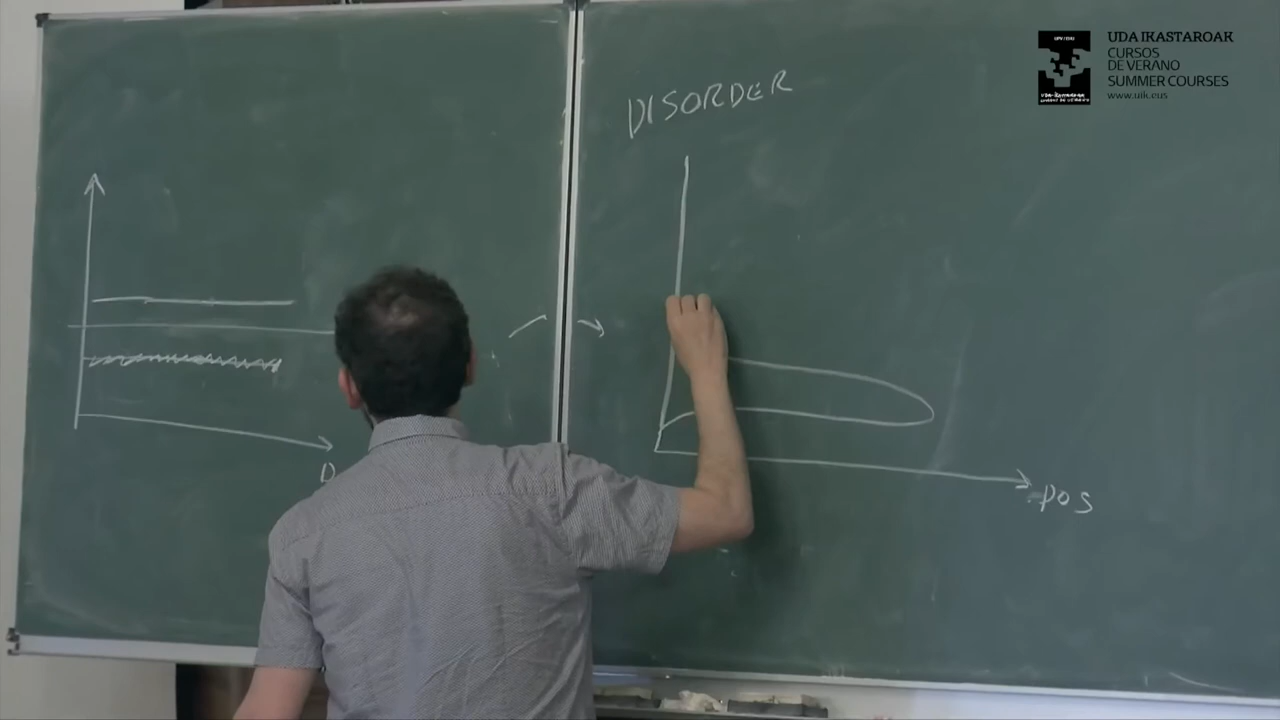 DISORDER
pos
UDA IKASTAROAK
CURSOS
DE VERANO
SUMMER COURSES
www.uik.eus